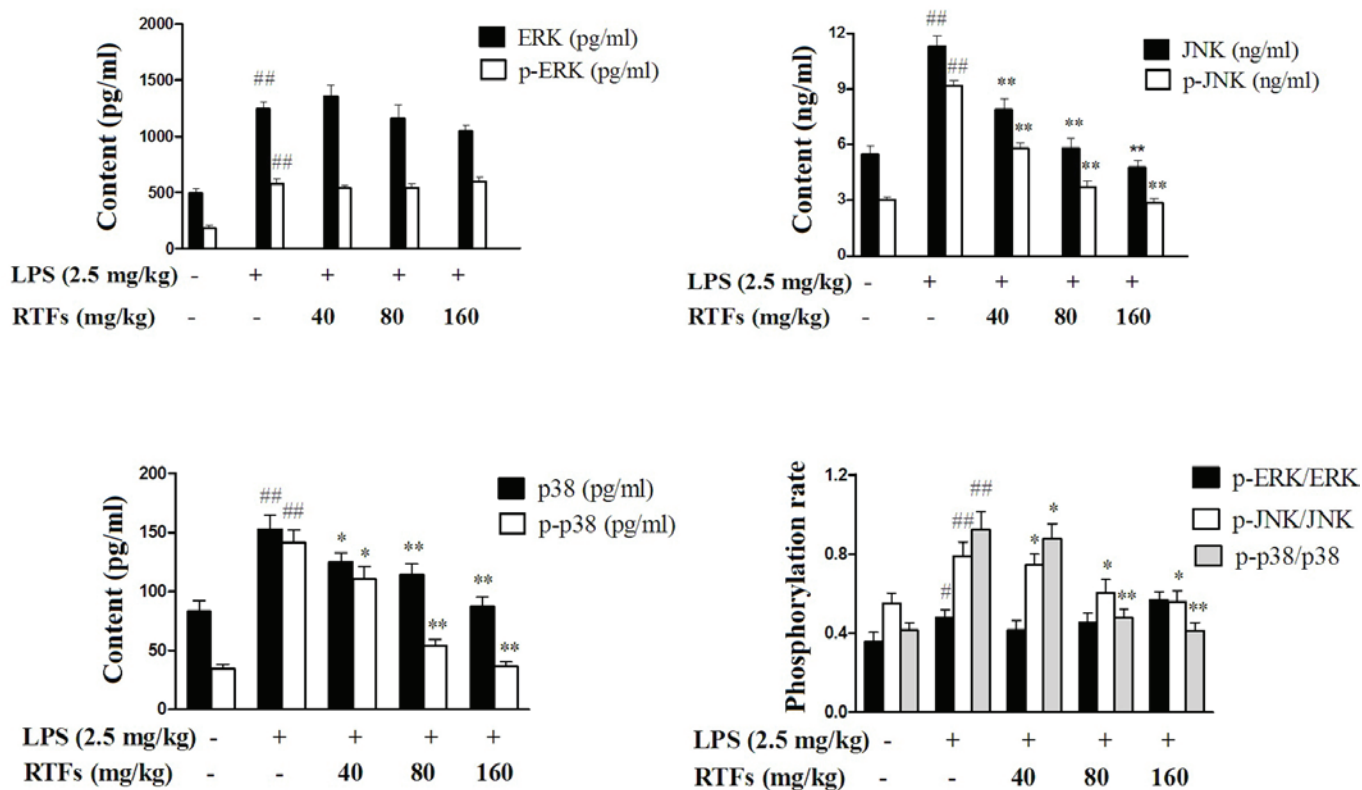 2000
1500
1000
500
0
Content (pg/ml)
ERK (pg/ml)
p-ERK (pg/ml)
##
##
LPS (2.5 mg/kg) - + + + +
RTFs (mg/kg) - - 40 80 160
12
9
6
3
0
Content (ng/ml)
JNK (ng/ml)
p-JNK (ng/ml)
##
##
**
**
**
**
**
**
LPS (2.5 mg/kg) - + + + +
RTFs (mg/kg) - - 40 80 160
200
150
100
50
0
Content (pg/ml)
p38 (pg/ml)
p-p38 (pg/ml)
## ##
* *
**
**
**
**
LPS (2.5 mg/kg) - + + + +
RTFs (mg/kg) - - 40 80 160
1.2
0.8
0.4
0.0
Phosphorylation rate
p-ERK/ERK
p-JNK/JNK
p-p38/p38
#
##
##
*
*
*
**
*
**
LPS (2.5 mg/kg) - + + + +
RTFs (mg/kg) - - 40 80 160